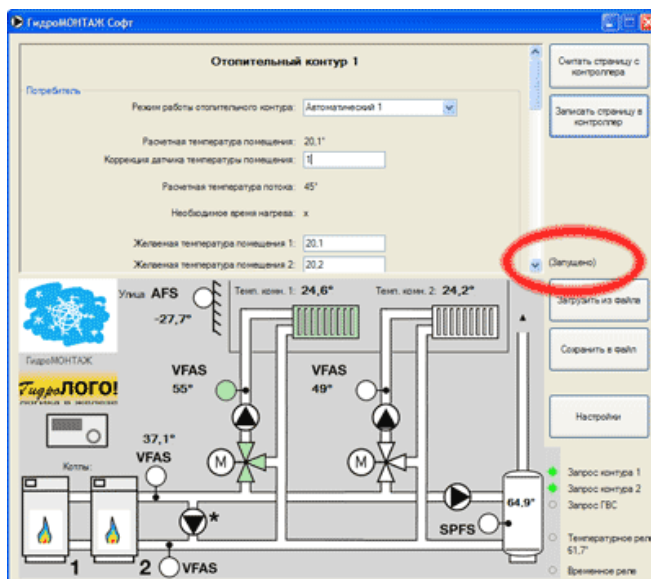 ГидроМОНТАЖ Софт
Отопительный контур 1
Потребитель
Режим работы отопительного контура: Автоматический 1
Расчетная температура помещения: 20,1°
Коррекция датчика температуры помещения: 1
Расчетная температура потока: 45°
Необходимое время нагрева: x
Желаемая температура помещения 1: 20.1
Желаемая температура помещения 2: 20.2
Считать страницу с
контроллера
Записать страницу в
контроллер
(Запущено)
Загрузить из файла
Сохранить в файл
Настройки
Запрос контура 1
Запрос контура 2
Запрос ГВС
Температурное реле
61,7°
Временное реле
Улица AFS
-27,7°
Темп. комн. 1: 24,6°
Темп. комн. 2: 24,2°
ГидроМОНТАЖ
ГидроЛОГО!
логика в железе
VFAS
55°
VFAS
49°
37,1°
VFAS
M
M
Котлы:
*
64,9°
SPFS
1
2
VFAS